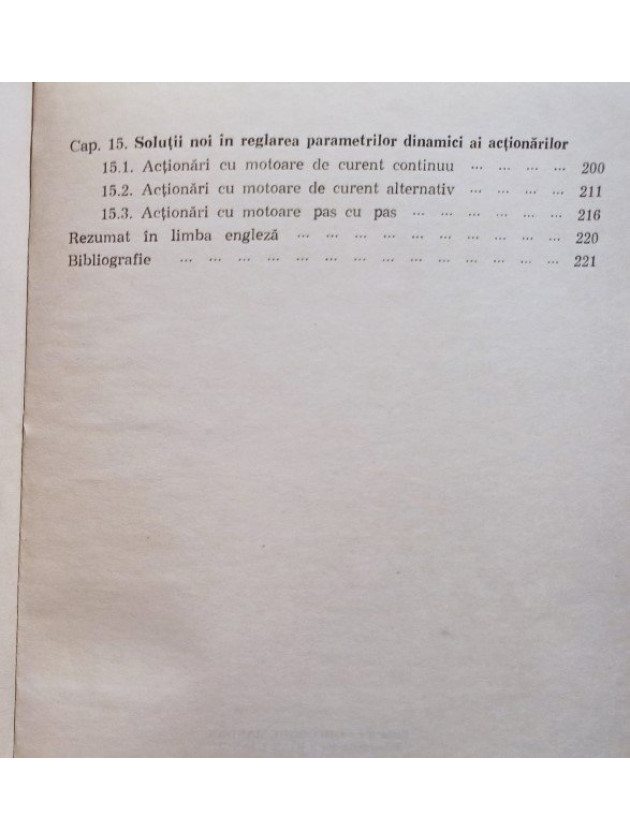 Cap. 15. Soluții noi în reglarea parametrilor dinamici ai acționărilor
15.1. Acționări cu motoare de curent continuu ... ... ... ... 200
15.2. Acționări cu motoare de curent alternativ ... ... ... ... 211
15.3. Acționări cu motoare pas cu pas ... ... ... ... ... ... 216
Rezumat în limba engleză ... ... ... ... ... ... ... ... ... ... 220
Bibliografie ... ... ... ... ... ... ... ... ... ... ... ... ... ... 221